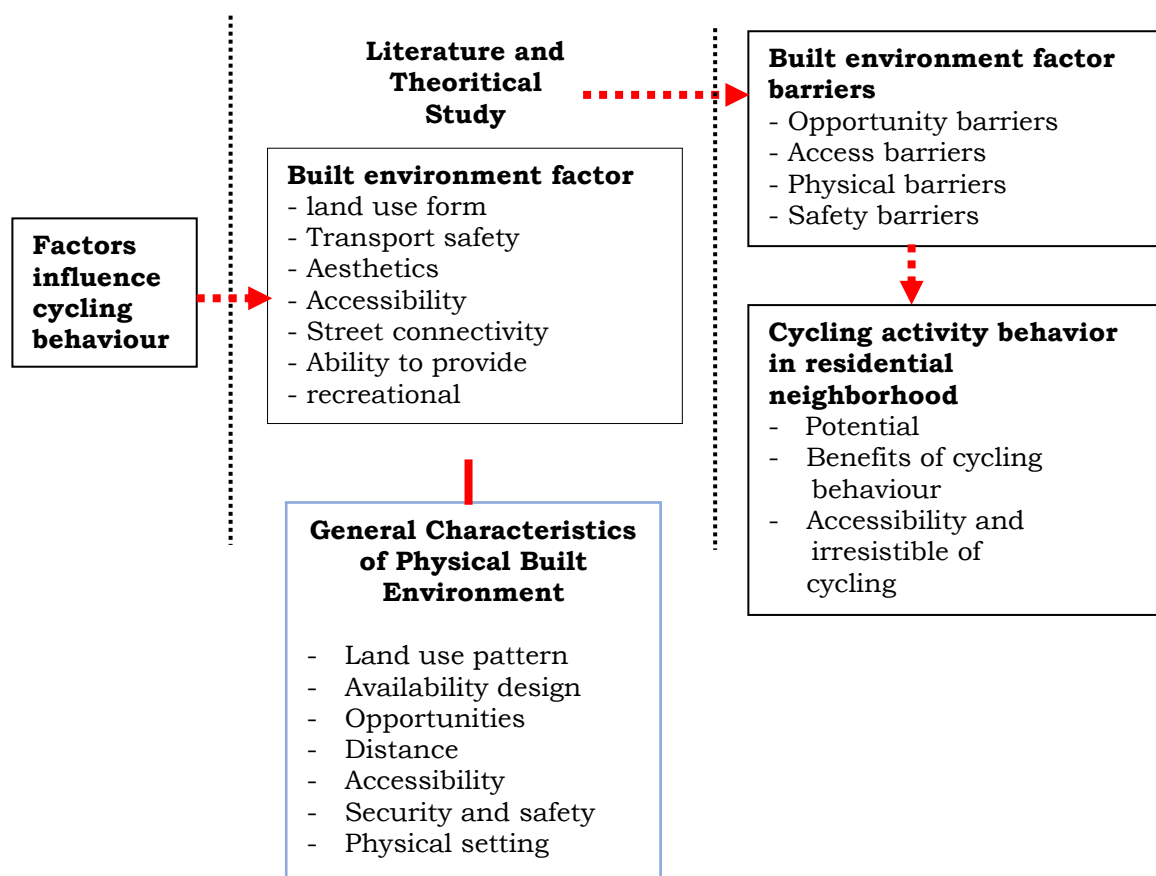 Factors
influence
cycling
behaviour
Literature and
Theoritical
Study
Built environment factor
- land use form
- Transport safety
- Aesthetics
- Accessibility
- Street connectivity
- Ability to provide
- recreational
General Characteristics
of Physical Built
Environment
- Land use pattern
- Availability design
- Opportunities
- Distance
- Accessibility
- Security and safety
- Physical setting
Built environment factor
barriers
- Opportunity barriers
- Access barriers
- Physical barriers
- Safety barriers
Cycling activity behavior
in residential
neighborhood
- Potential
- Benefits of cycling
behaviour
- Accessibility and
irresistible of
cycling